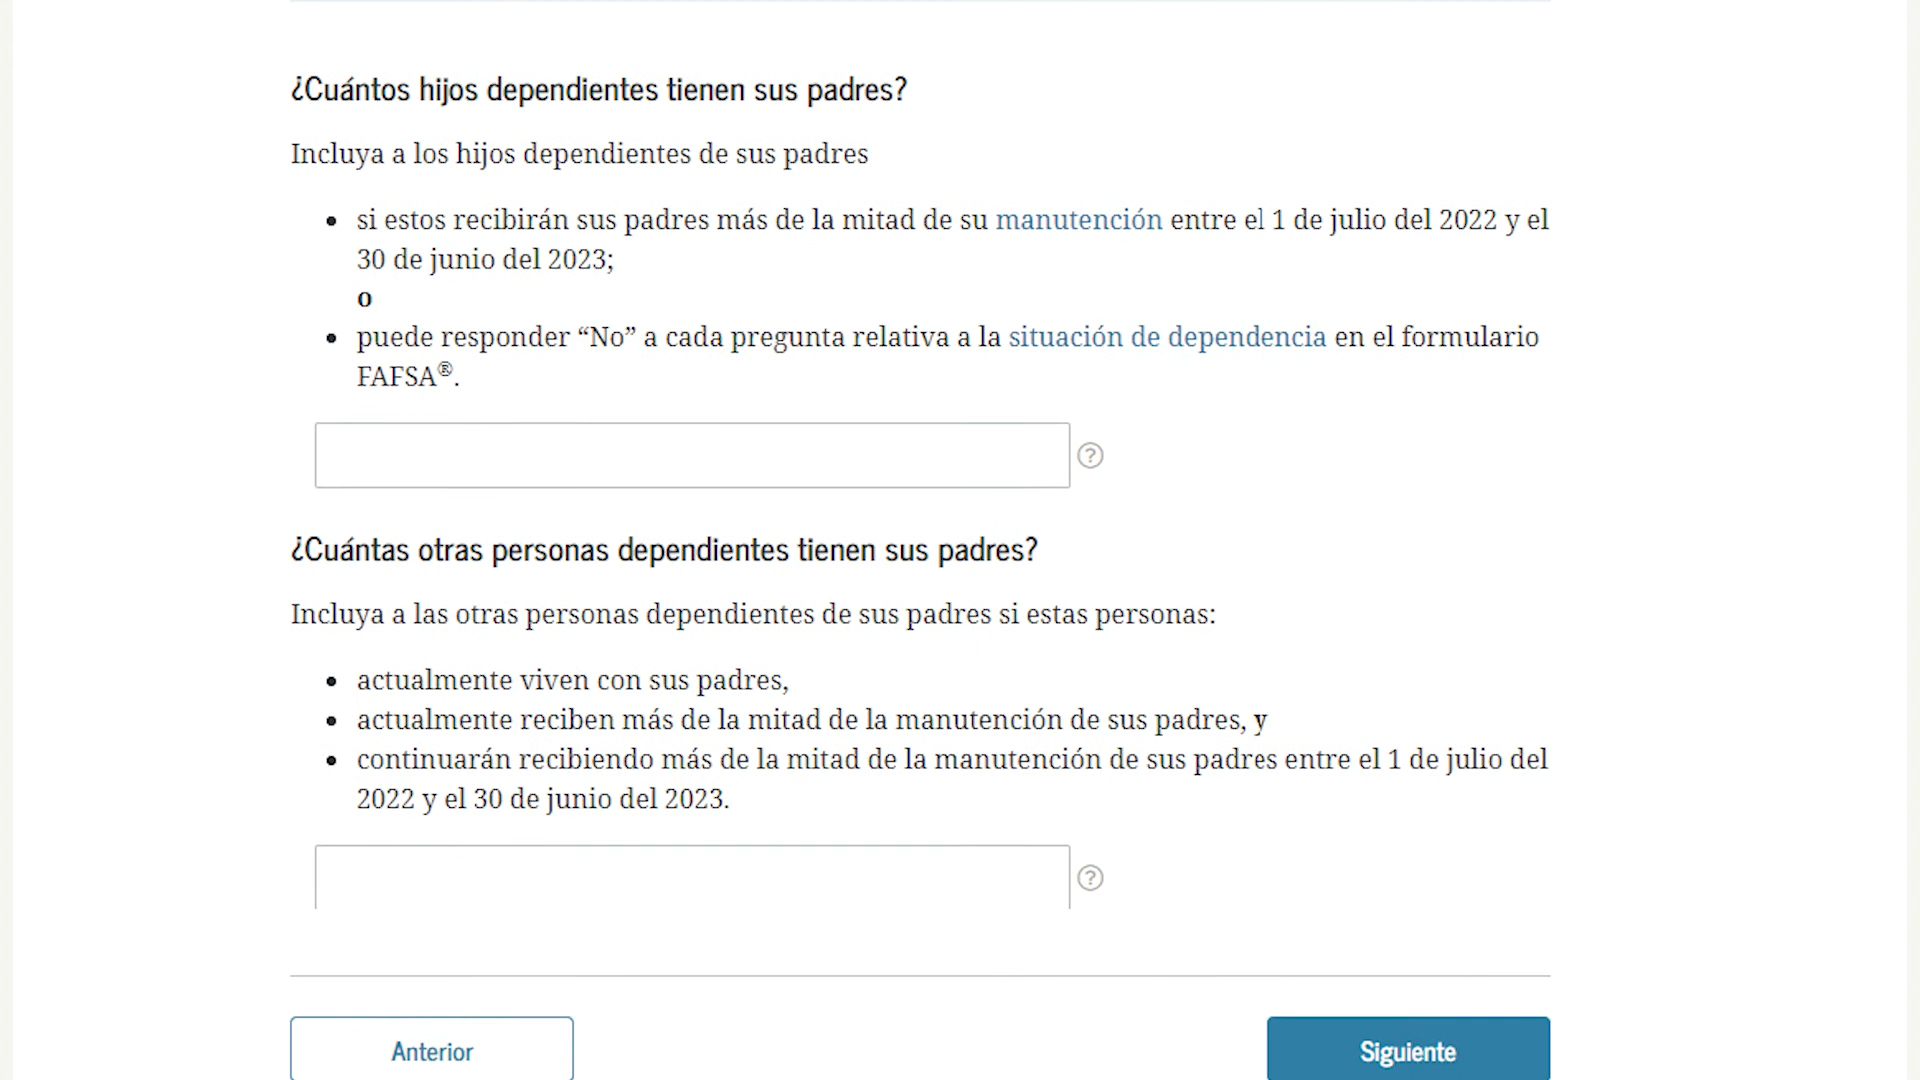 ¿Cuántos hijos dependientes tienen sus padres?
Incluya a los hijos dependientes de sus padres
• si estos recibirán sus padres más de la mitad de su manutención entre el 1 de julio del 2022 y el
30 de junio del 2023;
o
• puede responder “No” a cada pregunta relativa a la situación de dependencia en el formulario
FAFSA®.
?
¿Cuántas otras personas dependientes tienen sus padres?
Incluya a las otras personas dependientes de sus padres si estas personas:
• actualmente viven con sus padres,
• actualmente reciben más de la mitad de la manutención de sus padres, y
• continuarán recibiendo más de la mitad de la manutención de sus padres entre el 1 de julio del
2022 y el 30 de junio del 2023.
?
Anterior
Siguiente